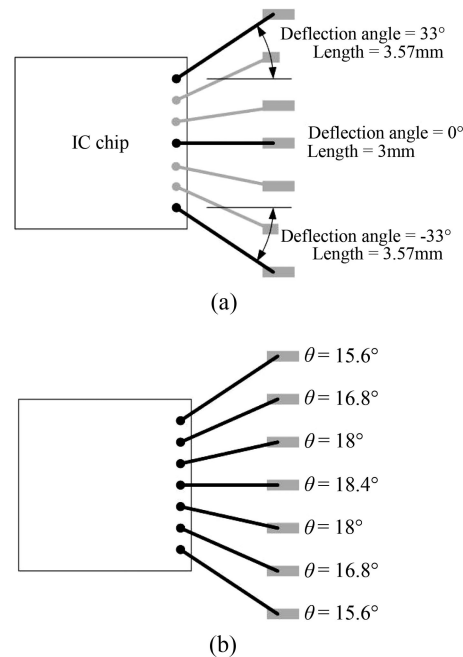 Deflection angle = 33°
Length = 3.57mm
IC chip
Deflection angle = 0°
Length = 3mm
Deflection angle = -33°
Length = 3.57mm
(a)
θ = 15.6°
θ = 16.8°
θ = 18°
θ = 18.4°
θ = 18°
θ = 16.8°
θ = 15.6°
(b)